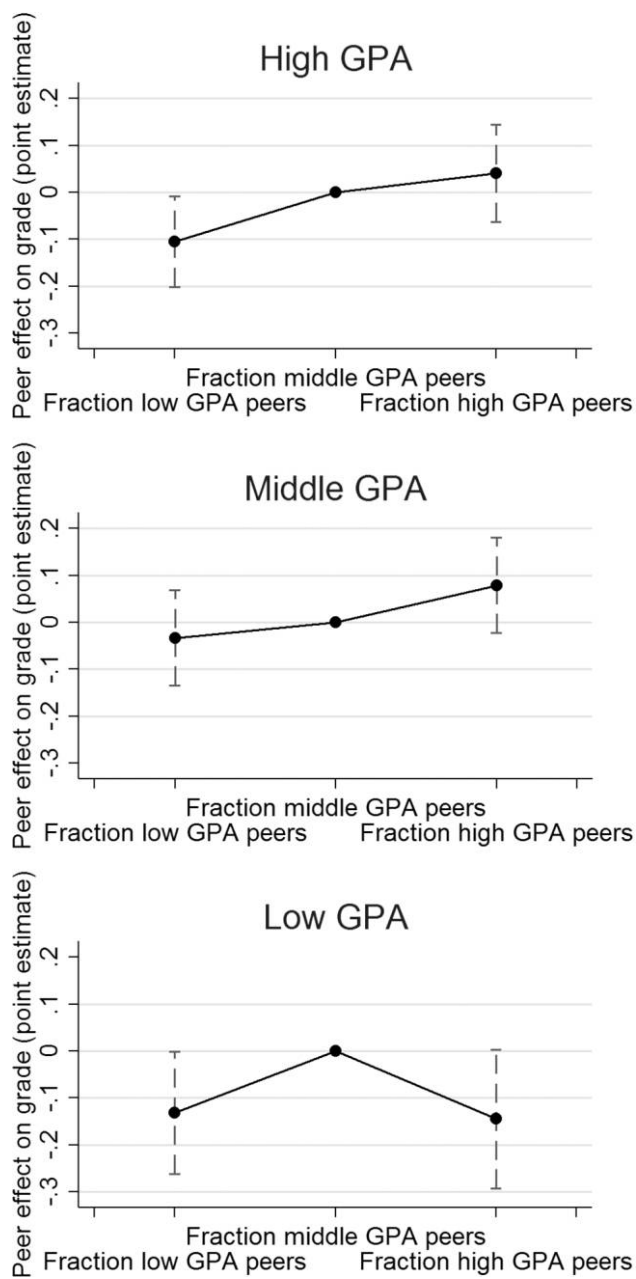 High GPA
Peer effect on grade (point estimate)
.2
.1
0
-.1
-.2
-.3
Fraction middle GPA peers
Fraction low GPA peers Fraction high GPA peers
Middle GPA
Peer effect on grade (point estimate)
.2
.1
0
-.1
-.2
-.3
Fraction middle GPA peers
Fraction low GPA peers Fraction high GPA peers
Low GPA
Peer effect on grade (point estimate)
.2
.1
0
-.1
-.2
-.3
Fraction middle GPA peers
Fraction low GPA peers Fraction high GPA peers